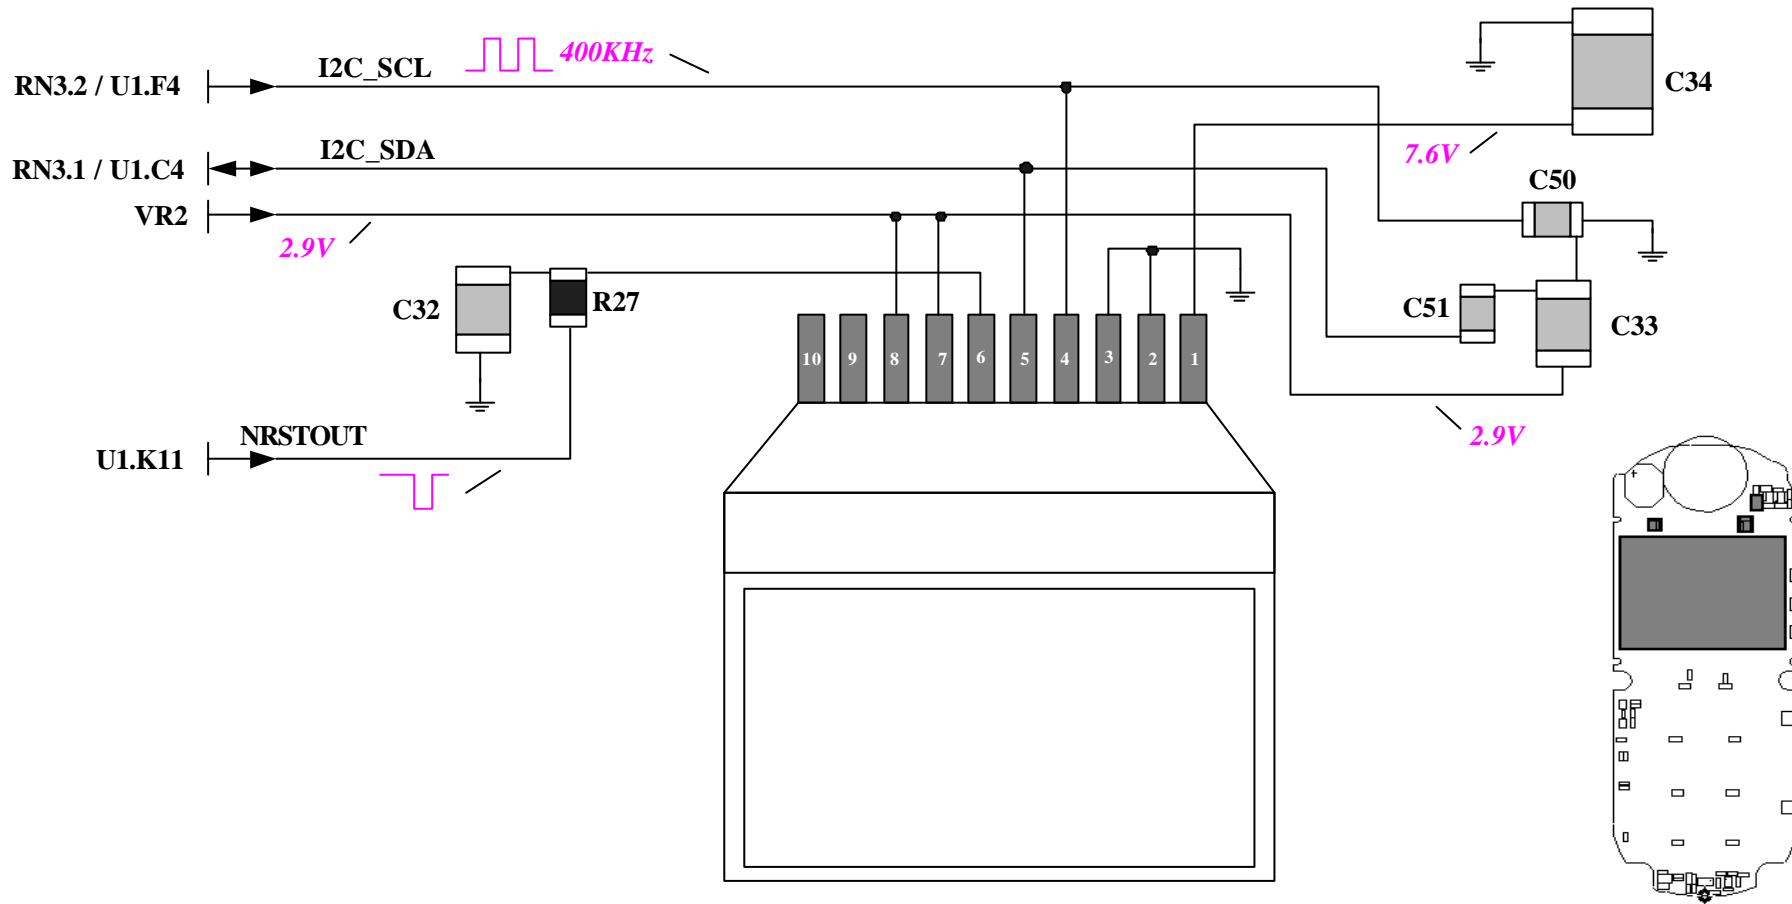 I2C_SCL
400KHz
RN3.2 / U1.F4
C34
I2C_SDA
7.6V
RN3.1 / U1.C4
C50
VR2
2.9V
C32
R27
C51
C33
10 9 8 7 6 5 4 3 2 1
NRSTOUT
2.9V
U1.K11
+